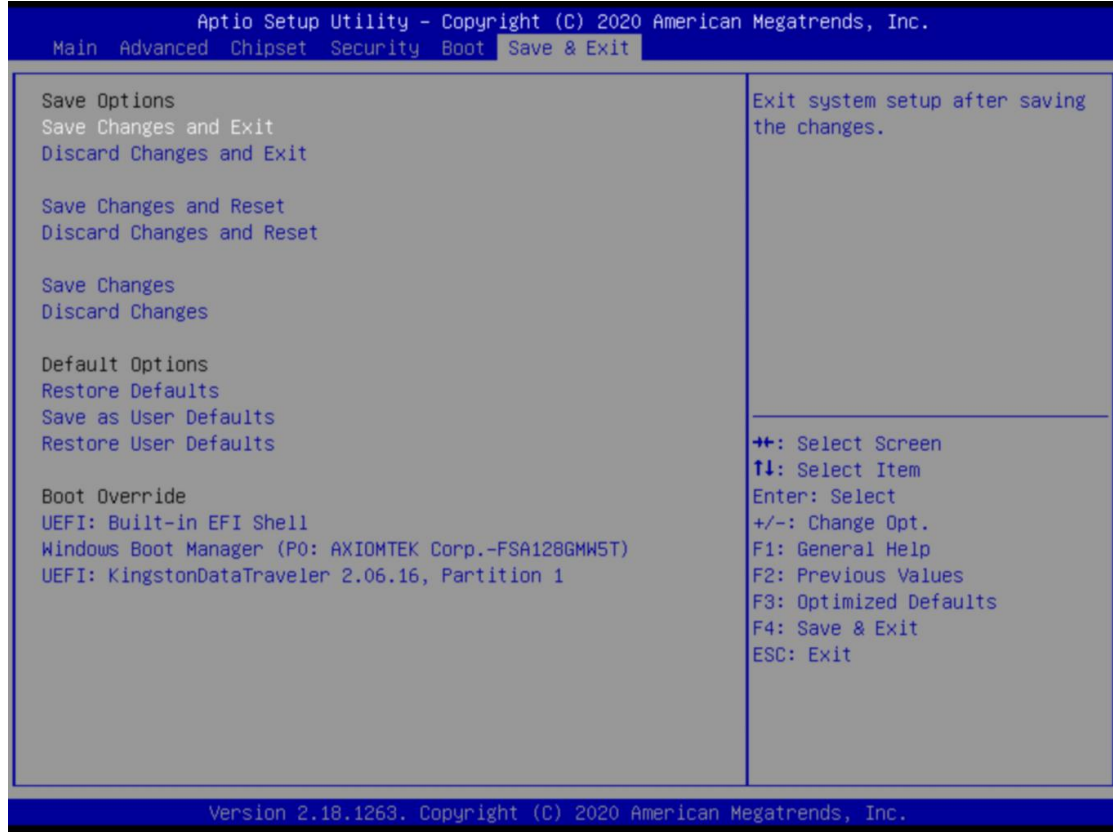 Aptio Setup Utility – Copyright (C) 2020 American Megatrends, Inc.
Main Advanced Chipset Security Boot Save & Exit
Save Options
Save Changes and Exit
Discard Changes and Exit
Save Changes and Reset
Discard Changes and Reset
Save Changes
Discard Changes
Default Options
Restore Defaults
Save as User Defaults
Restore User Defaults
Boot Override
UEFI: Built-in EFI Shell
Windows Boot Manager (P0: AXIOMTEK Corp.-FSA128GMW5T)
UEFI: KingstonDataTraveler 2.06.16, Partition 1
Exit system setup after saving
the changes.
→←: Select Screen
↑↓: Select Item
Enter: Select
+/-: Change Opt.
F1: General Help
F2: Previous Values
F3: Optimized Defaults
F4: Save & Exit
ESC: Exit
Version 2.18.1263. Copyright (C) 2020 American Megatrends, Inc.